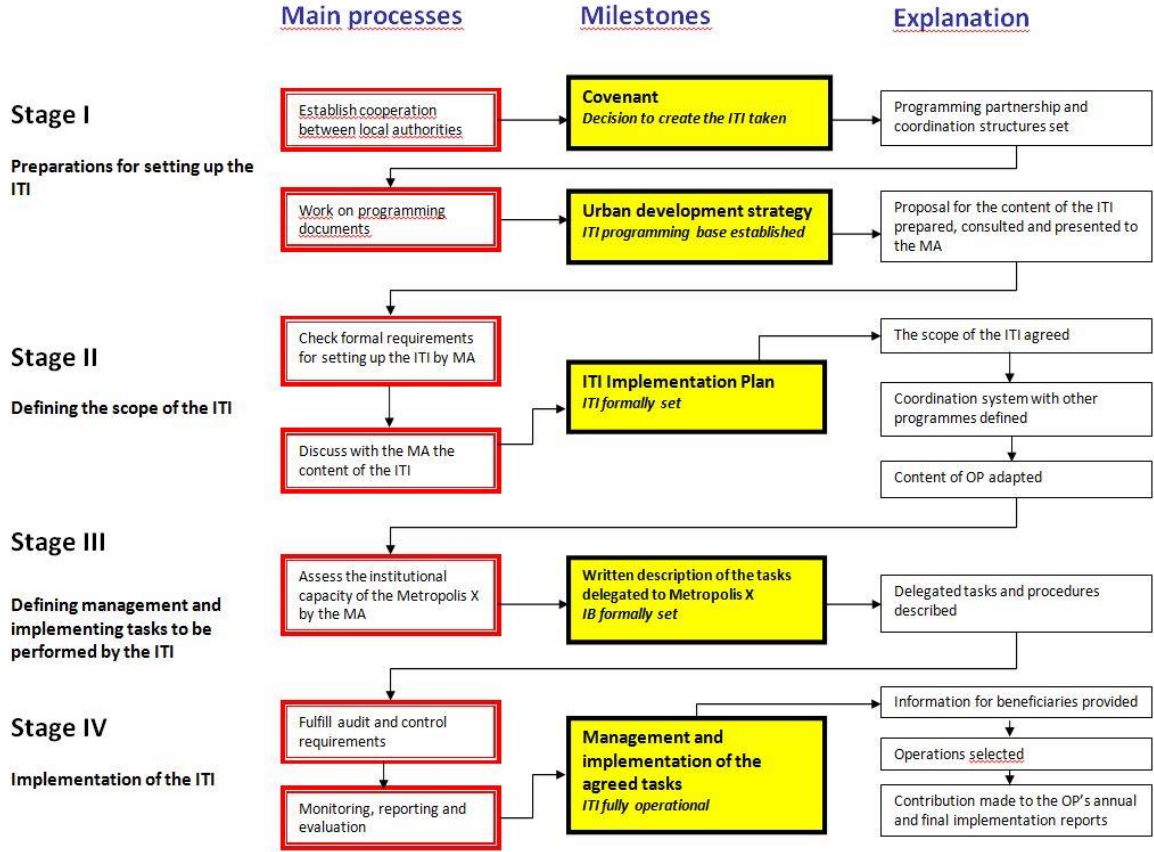 Main processes
Milestones
Explanation
Stage I
Preparations for setting up the
ITI
Establish cooperation
between local authorities
Covenant
Decision to create the ITI taken
Programming partnership and
coordination structures set
Work on programming
documents
Urban development strategy
ITI programming base established
Proposal for the content of the ITI
prepared, consulted and presented to
the MA
Stage II
Defining the scope of the ITI
Check formal requirements
for setting up the ITI by MA
Discuss with the MA the
content of the ITI
ITI Implementation Plan
ITI formally set
The scope of the ITI agreed
Coordination system with other
programmes defined
Content of OP adapted
Stage III
Defining management and
implementing tasks to be
performed by the ITI
Assess the institutional
capacity of the Metropolis X
by the MA
Written description of the tasks
delegated to Metropolis X
IB formally set
Delegated tasks and procedures
described
Stage IV
Implementation of the ITI
Fulfill audit and control
requirements
Monitoring, reporting and
evaluation
Management and
implementation of the
agreed tasks
ITI fully operational
Information for beneficiaries provided
Operations selected
Contribution made to the OP's annual
and final implementation reports